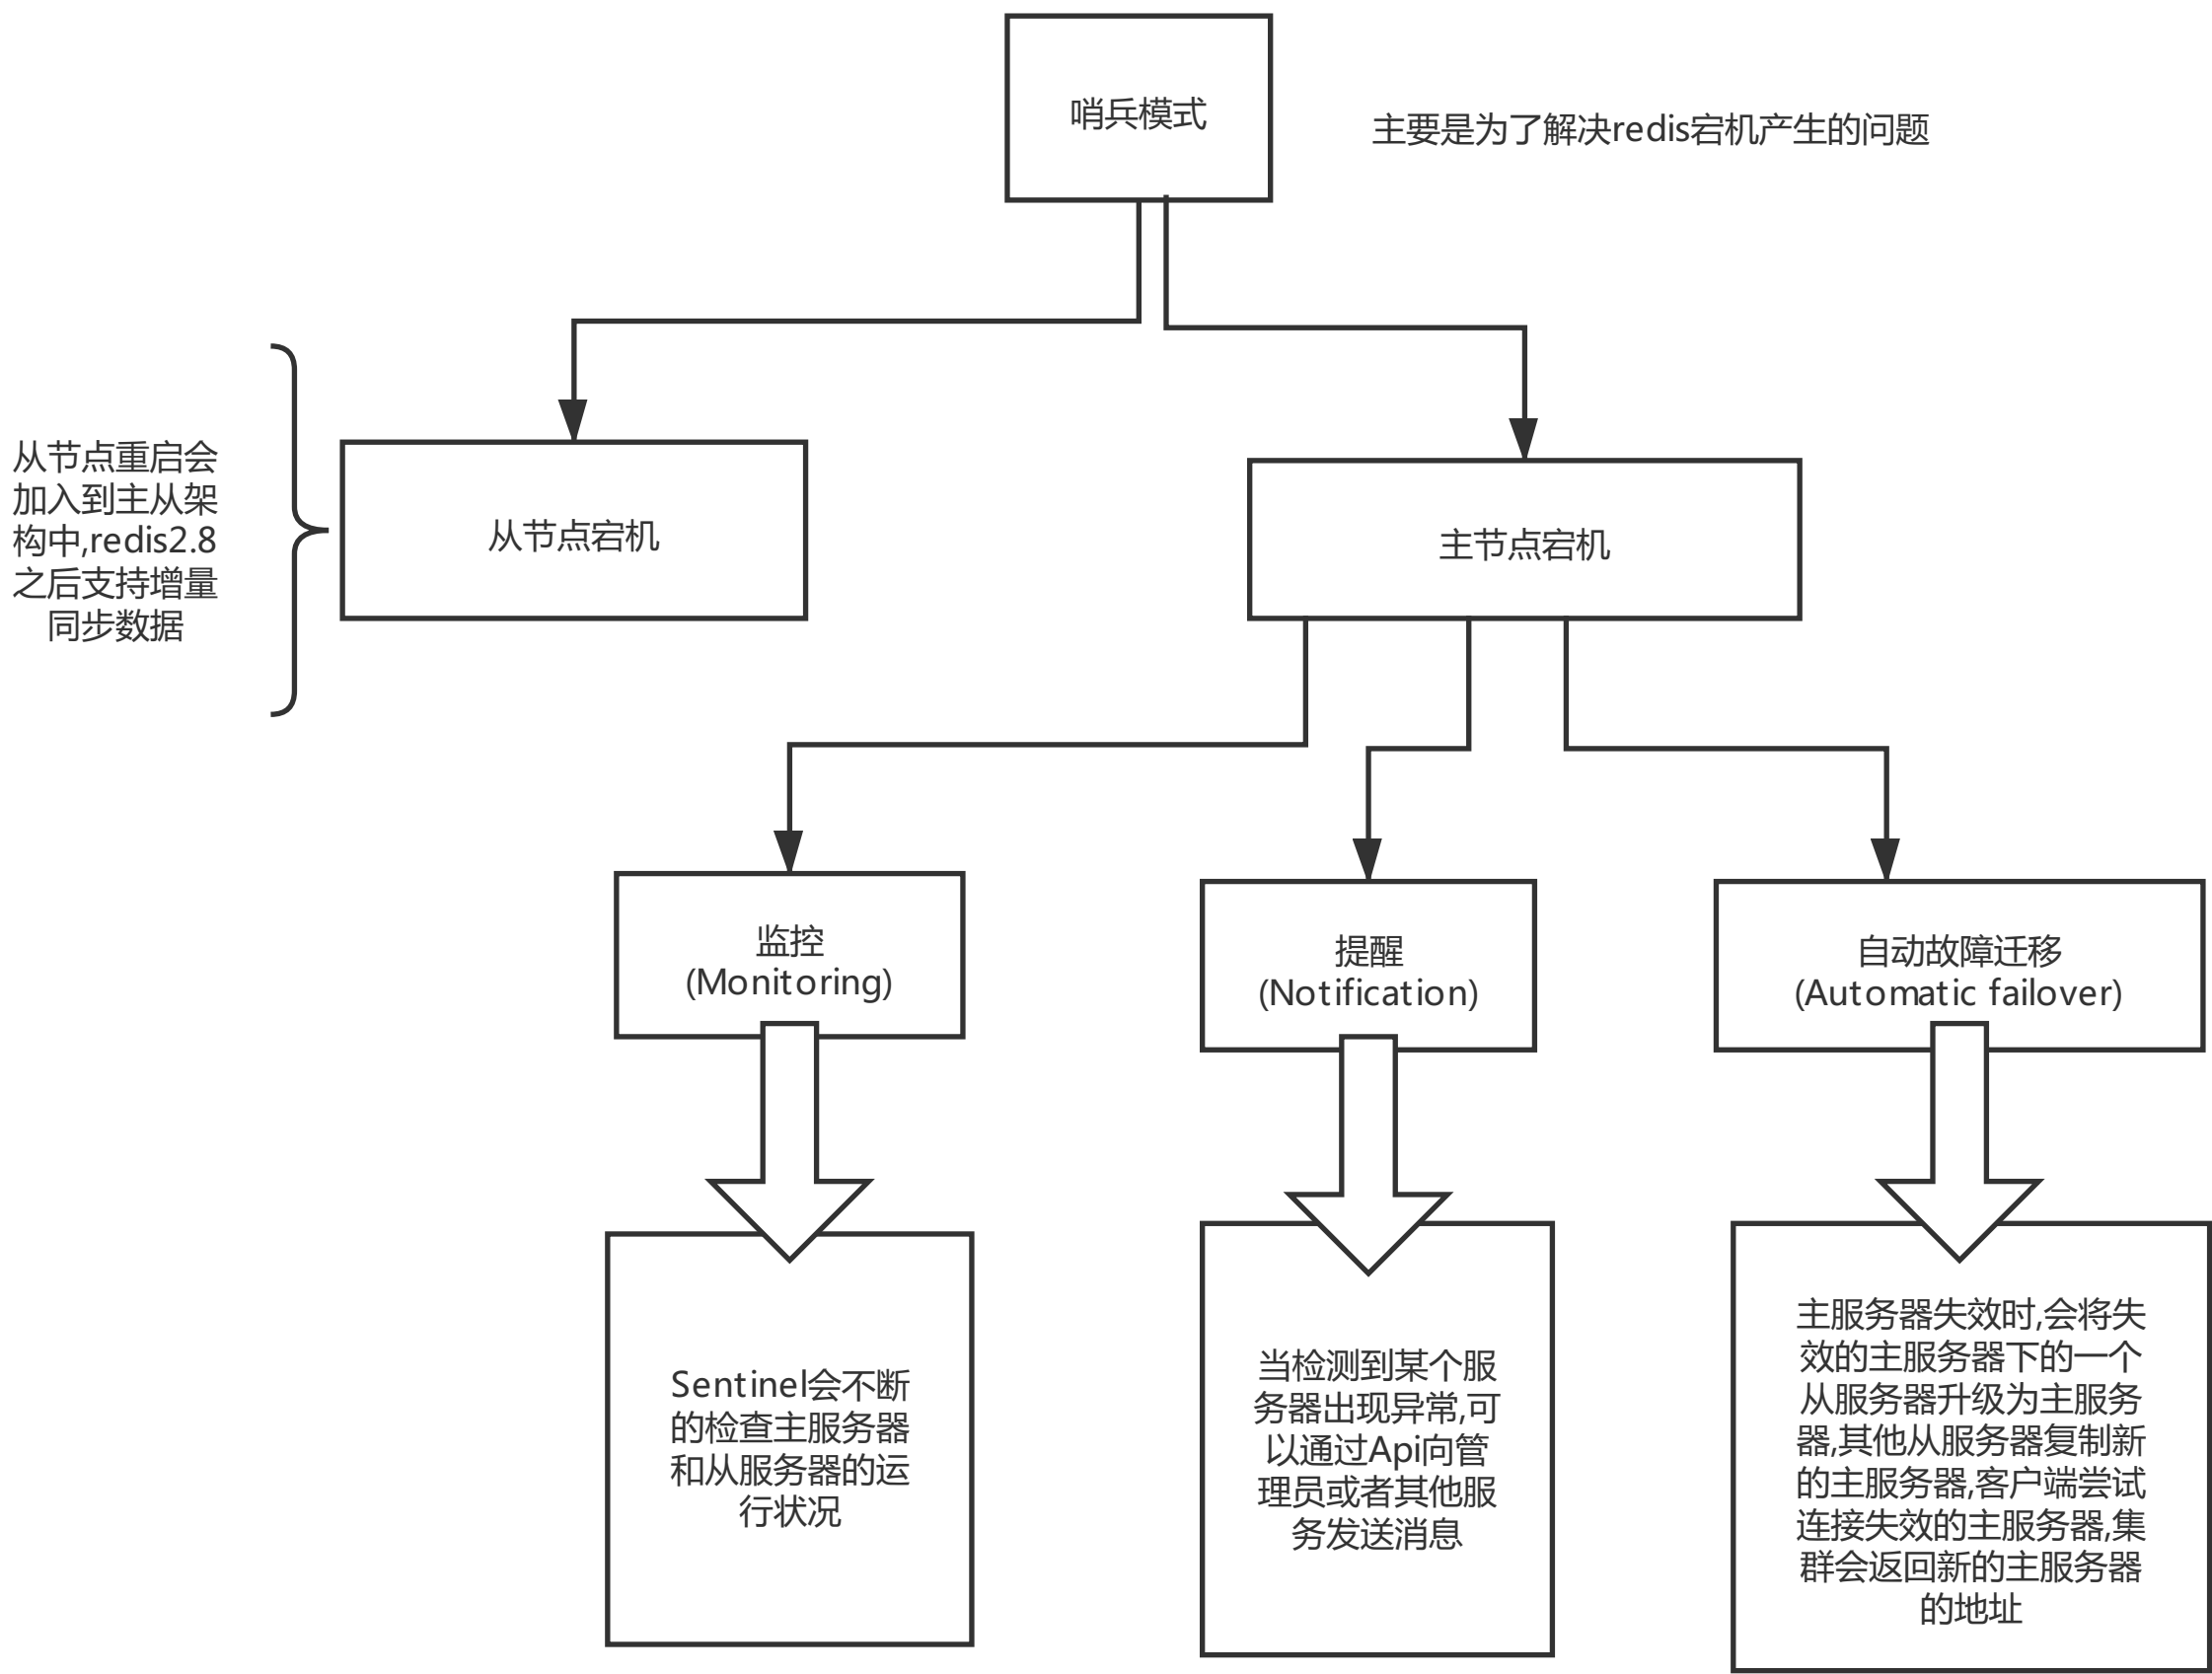 哨兵模式
主要是为了解决redis宕机产生的问题
从节点重启会
加入到主从架
构中,redis2.8
之后支持增量
同步数据
从节点宕机
主节点宕机
监控
(Monitoring)
提醒
(Notification)
自动故障迁移
(Automatic failover)
Sentinel会不断
的检查主服务器
和从服务器的运
行状况
当检测到某个服
务器出现异常,可
以通过Api向管
理员或者其他服
务发送消息
主服务器失效时,会将失
效的主服务器下的一个
从服务器升级为主服务
器,其他从服务器复制新
的主服务器,客户端尝试
连接失效的主服务器,集
群会返回新的主服务器
的地址